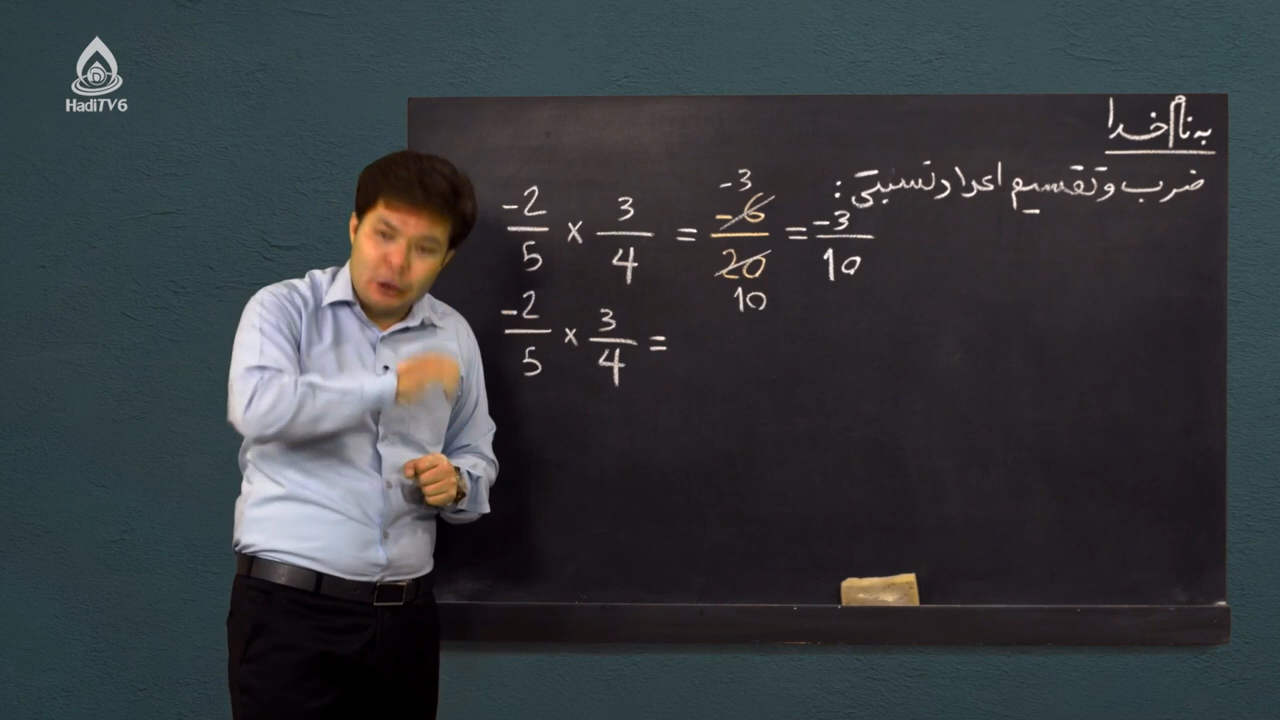 HadiTV6
به نام خدا
ضرب و تقسیم اعداد نسبتی :
-2/5 × 3/4 = -6/20 = -3/10
-3
10
-2/5 × 3/4 =